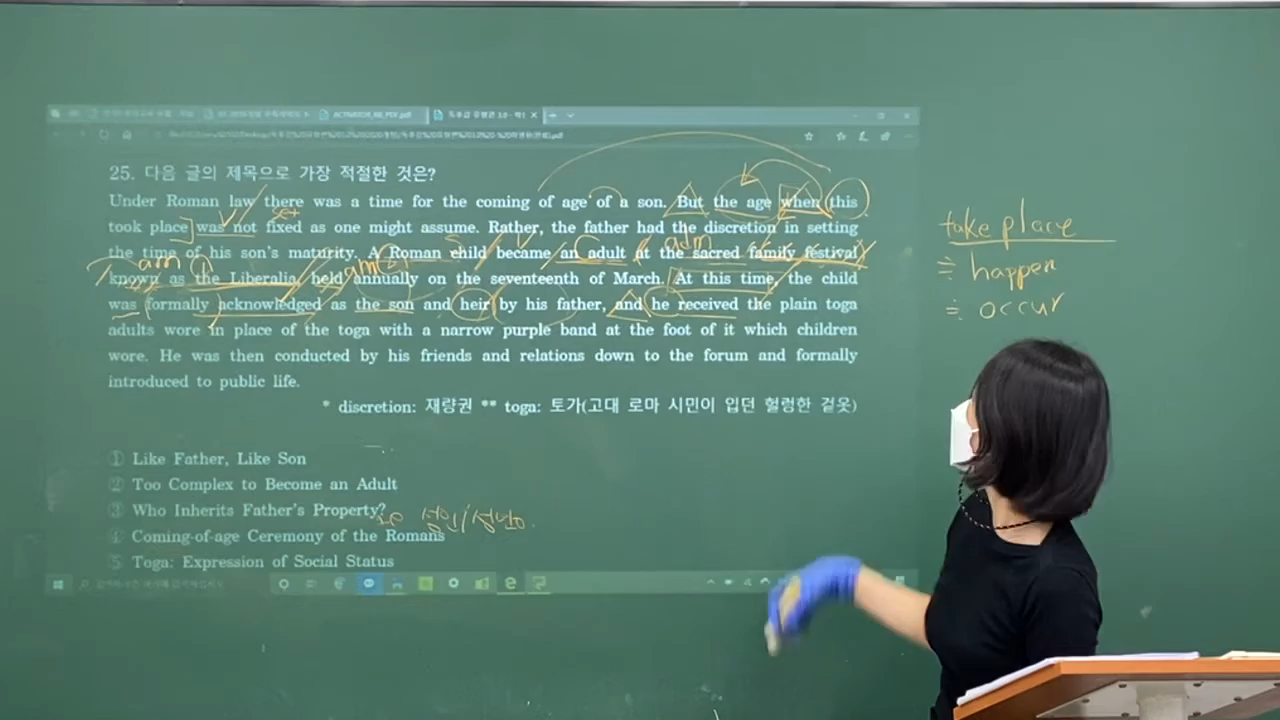 ACTIVATOR_RE_PDF.pdf
25. 다음 글의 제목으로 가장 적절한 것은?
Under Roman law there was a time for the coming of age of a son. But the age when this
set
took place was not fixed as one might assume. Rather, the father had the discretion in setting
the time of his son's maturity. A Roman child became an adult at the sacred family festival
known as the Liberalia held annually on the seventeenth of March. At this time, the child
was formally acknowledged as the son and heir by his father, and he received the plain toga
adults wore in place of the toga with a narrow purple band at the foot of it which children
wore. He was then conducted by his friends and relations down to the forum and formally
introduced to public life.
* discretion: 재량권 ** toga: 토가(고대 로마 시민이 입던 헐렁한 겉옷)
① Like Father, Like Son
② Too Complex to Become an Adult
③ Who Inherits Father's Property?
④ Coming-of-age Ceremony of the Romans
⑤ Toga: Expression of Social Status
take place
≒ happen
≒ occur